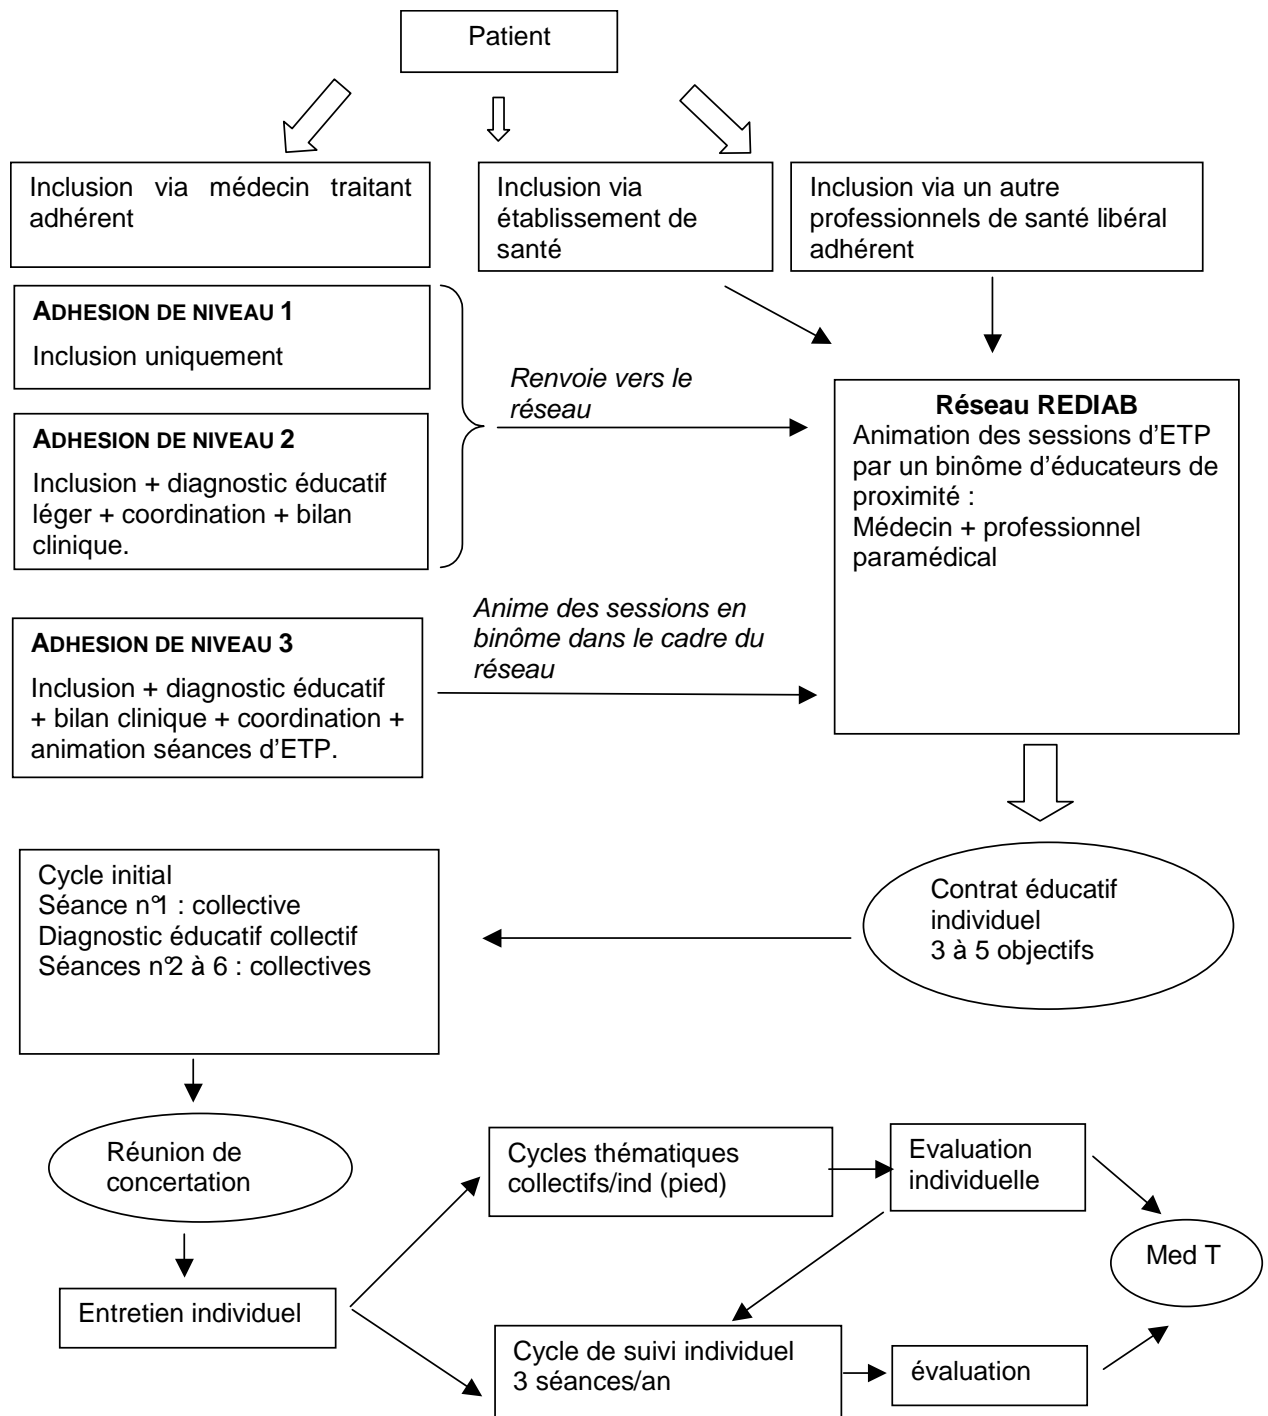 Patient
Inclusion via médecin traitant
adhérent
Inclusion via
établissement de
santé
Inclusion via un autre
professionnels de santé libéral
adhérent
ADHESION DE NIVEAU 1
Inclusion uniquement
ADHESION DE NIVEAU 2
Inclusion + diagnostic éducatif
léger + coordination + bilan
clinique.
Renvoie vers le
réseau
Réseau REDIAB
Animation des sessions d'ETP
par un binôme d'éducateurs de
proximité :
Médecin + professionnel
paramédical
ADHESION DE NIVEAU 3
Inclusion + diagnostic éducatif
+ bilan clinique + coordination +
animation séances d'ETP.
Anime des sessions en
binôme dans le cadre du
réseau
Contrat éducatif
individuel
3 à 5 objectifs
Cycle initial
Séance n°1 : collective
Diagnostic éducatif collectif
Séances n°2 à 6 : collectives
Réunion de
concertation
Entretien individuel
Cycles thématiques
collectifs/ind (pied)
Evaluation
individuelle
Cycle de suivi individuel
3 séances/an
évaluation
Med T